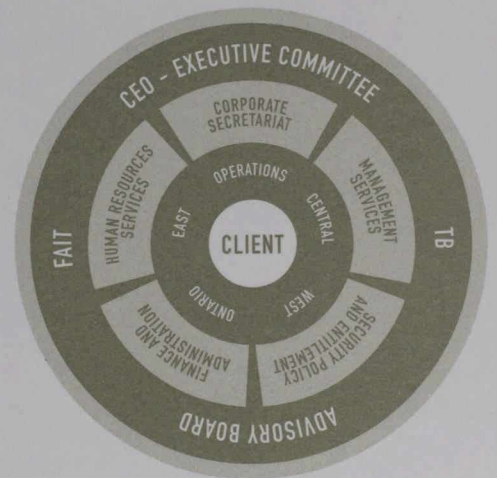 CEO - EXECUTIVE COMMITTEE
TB
ADVISORY BOARD
FAIT
CORPORATE
SECRETARIAT
MANAGEMENT
SERVICES
SECURITY POLICY
AND ENTITLEMENT
FINANCE AND
ADMINISTRATION
HUMAN RESOURCES
SERVICES
OPERATIONS
CENTRAL
WEST
ONTARIO
EAST
CLIENT